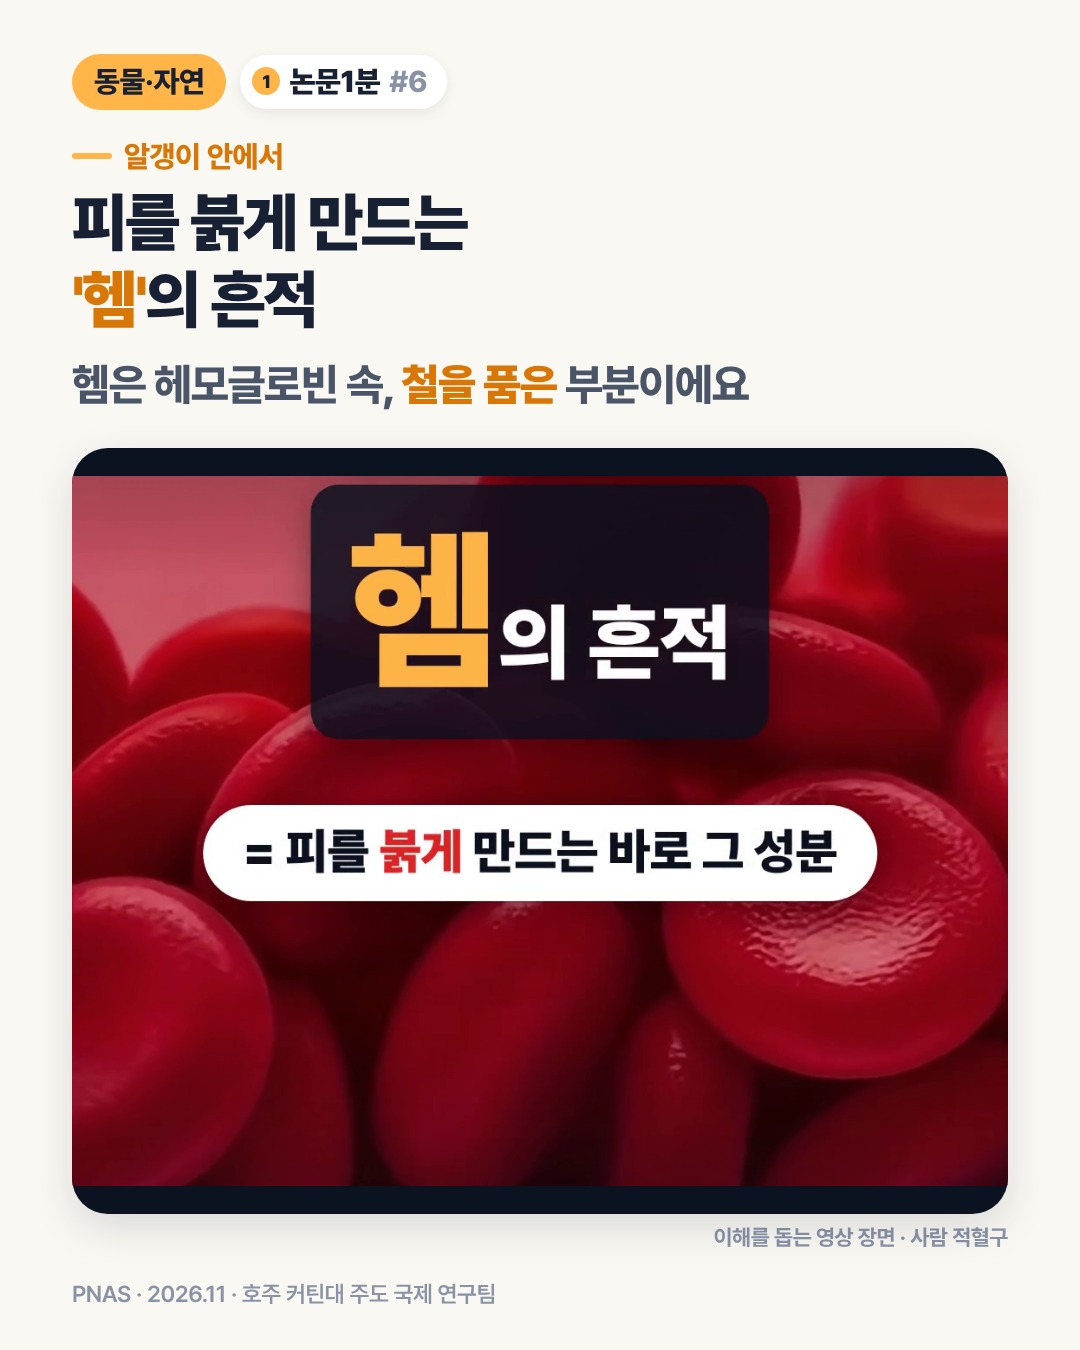 동물·자연
1 논문1분 #6
알갱이 안에서
피를 붉게 만드는
'헴'의 흔적
헴은 헤모글로빈 속, 철을 품은 부분이에요
헴의 흔적
= 피를 붉게 만드는 바로 그 성분
이해를 돕는 영상 장면 · 사람 적혈구
PNAS · 2026.11 · 호주 커틴대 주도 국제 연구팀